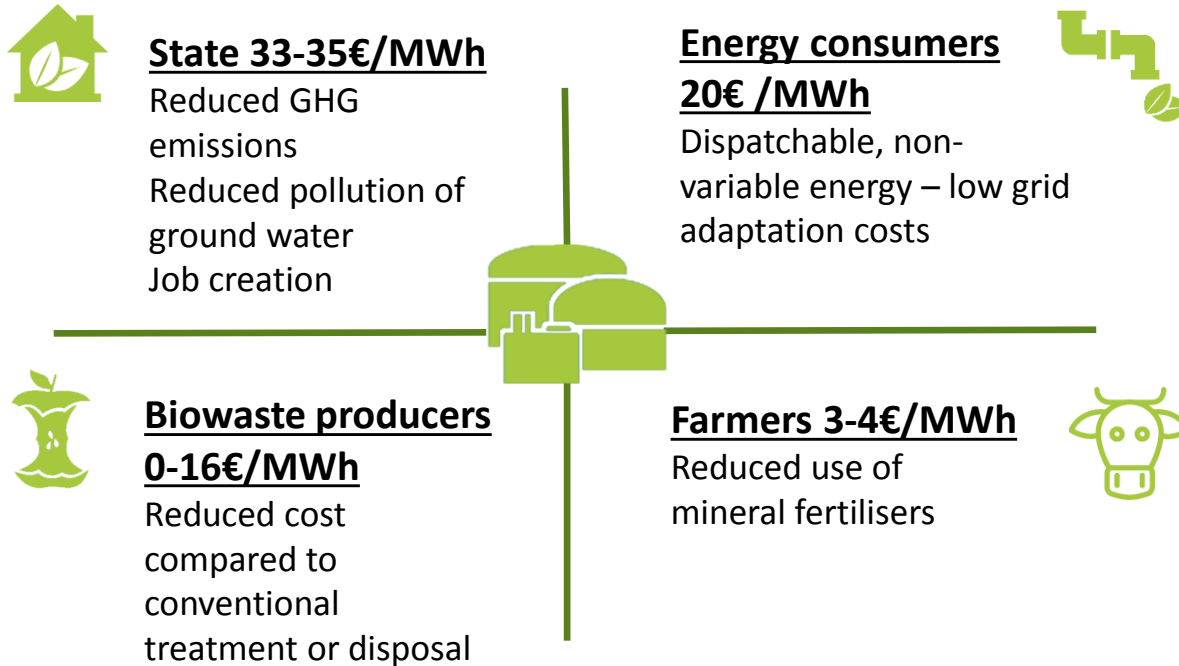 State 33-35€/MWh
Reduced GHG
emissions
Reduced pollution of
ground water
Job creation
Energy consumers
20€ /MWh
Dispatchable, non-
variable energy – low grid
adaptation costs
Biowaste producers
0-16€/MWh
Reduced cost
compared to
conventional
treatment or disposal
Farmers 3-4€/MWh
Reduced use of
mineral fertilisers